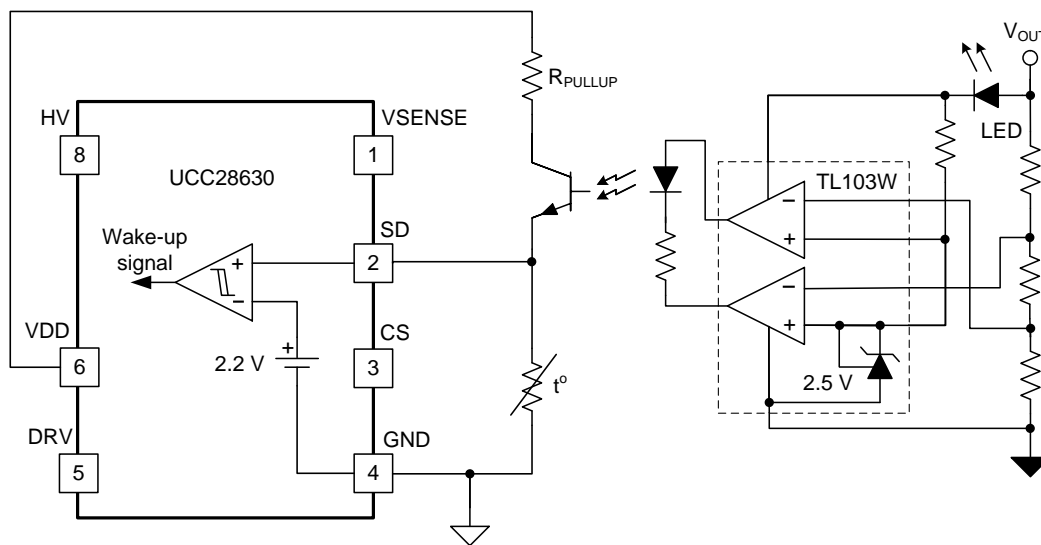 V_OUT
R_PULLUP
LED
HV
VSENSE
8
1
UCC28630
TL103W
SD
Wake-up
signal
2
+
−
−
+
CS
VDD
+
−
+
6
2.2 V
3
2.5 V
t°
DRV
GND
5
4